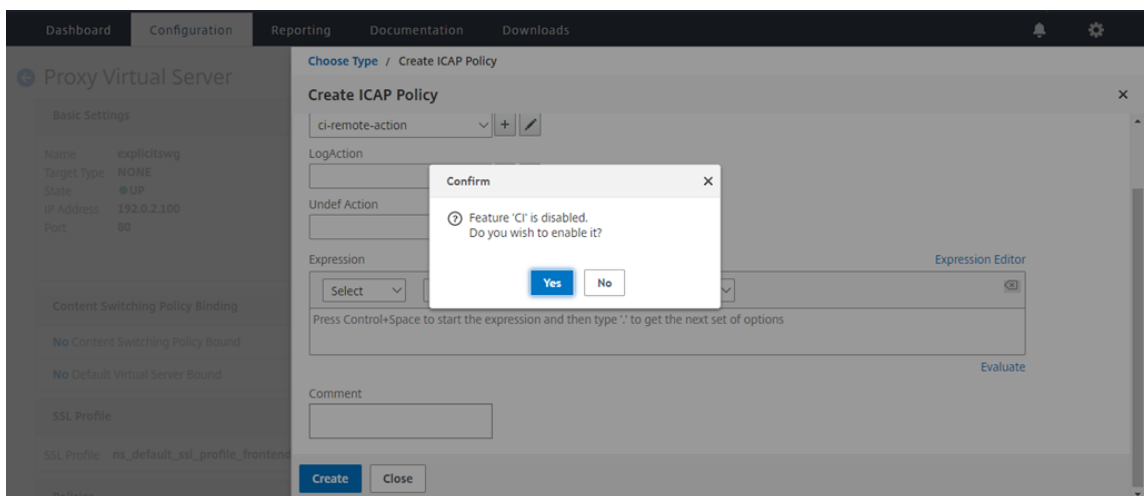 Dashboard Configuration Reporting Documentation Downloads
Proxy Virtual Server
Basic Settings
Name explicitswg
Target Type NONE
State UP
IP Address 192.0.2.100
Port 80
Content Switching Policy Binding
No Content Switching Policy Bound
No Default Virtual Server Bound
SSL Profile
SSL Profile ns_default_ssl_profile_frontend
Policies
Choose Type / Create ICAP Policy
Create ICAP Policy
ci-remote-action
LogAction
Undef Action
Expression Expression Editor
Select
Press Control+Space to start the expression and then type '.' to get the next set of options
Evaluate
Comment
Create Close
Confirm
Feature 'CI' is disabled.
Do you wish to enable it?
Yes No